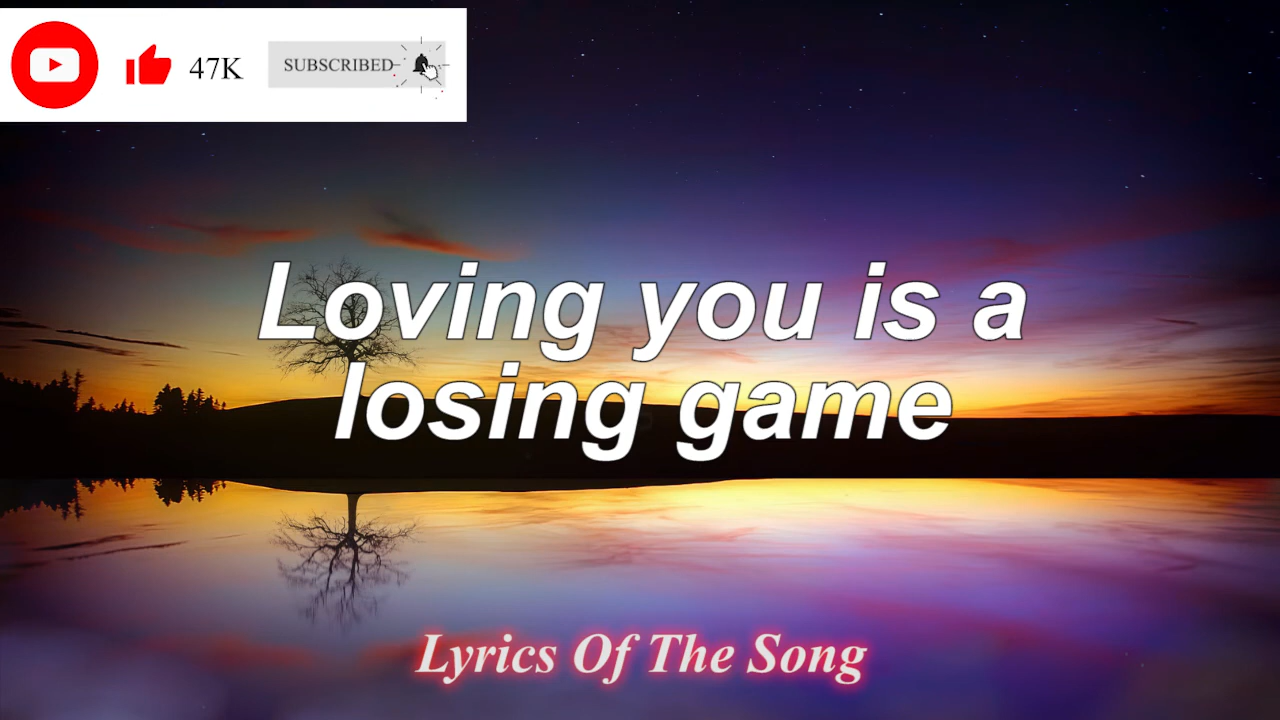 47K
SUBSCRIBED
Loving you is a
losing game
Lyrics Of The Song